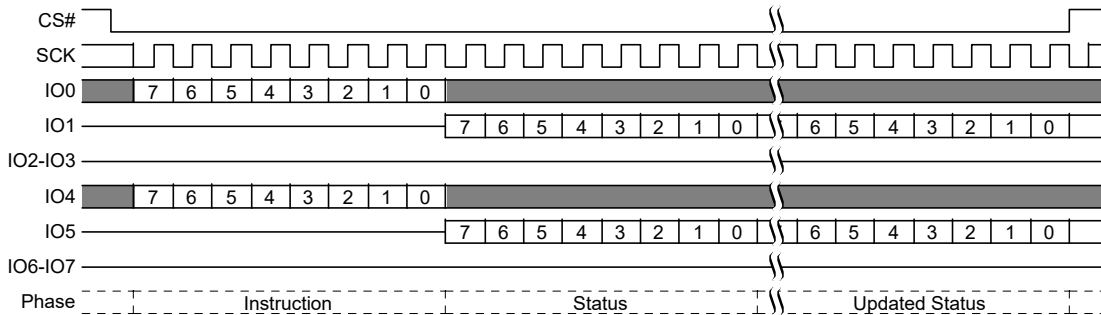 CS#
SCK
IO0 7 6 5 4 3 2 1 0
IO1 7 6 5 4 3 2 1 0 6 5 4 3 2 1 0
IO2-IO3
IO4 7 6 5 4 3 2 1 0
IO5 7 6 5 4 3 2 1 0 6 5 4 3 2 1 0
IO6-IO7
Phase Instruction Status Updated Status